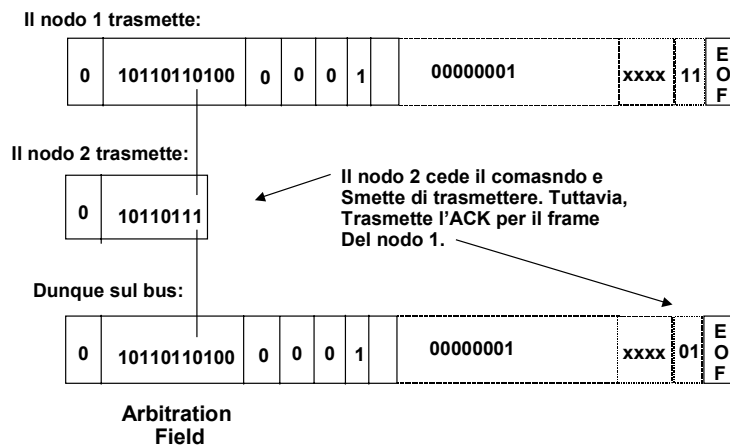 Il nodo 1 trasmette:
0 10110110100 0 0 0 1 00000001 xxxx 11 E O F
Il nodo 2 trasmette:
0 10110111
Il nodo 2 cede il comasndo e
Smette di trasmettere. Tuttavia,
Trasmette l'ACK per il frame
Del nodo 1.
Dunque sul bus:
0 10110110100 0 0 0 1 00000001 xxxx 01 E O F
Arbitration
Field